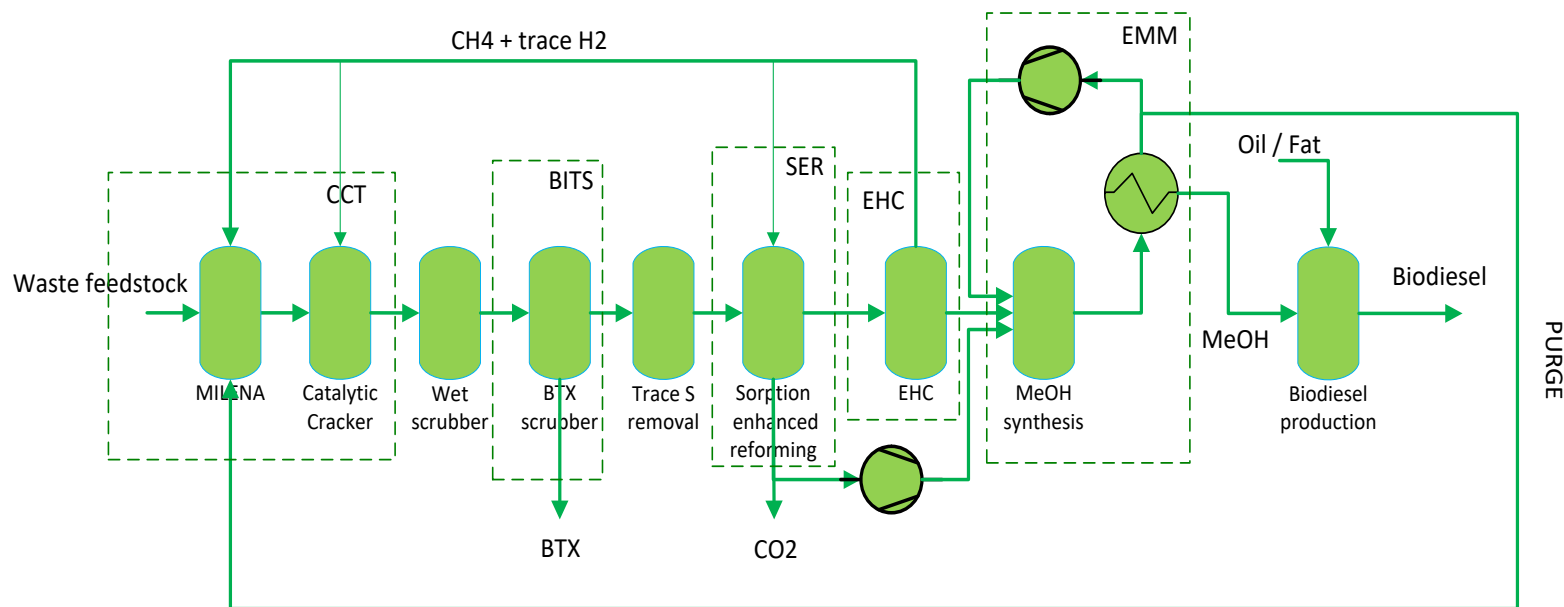 CH4 + trace H2
EMM
Oil / Fat
BITS
SER
CCT
EHC
Waste feedstock
Biodiesel
MeOH
PURGE
MILENA
Catalytic
Cracker
Wet
scrubber
BTX
scrubber
Trace S
removal
Sorption
enhanced
reforming
EHC
MeOH
synthesis
Biodiesel
production
BTX
CO2